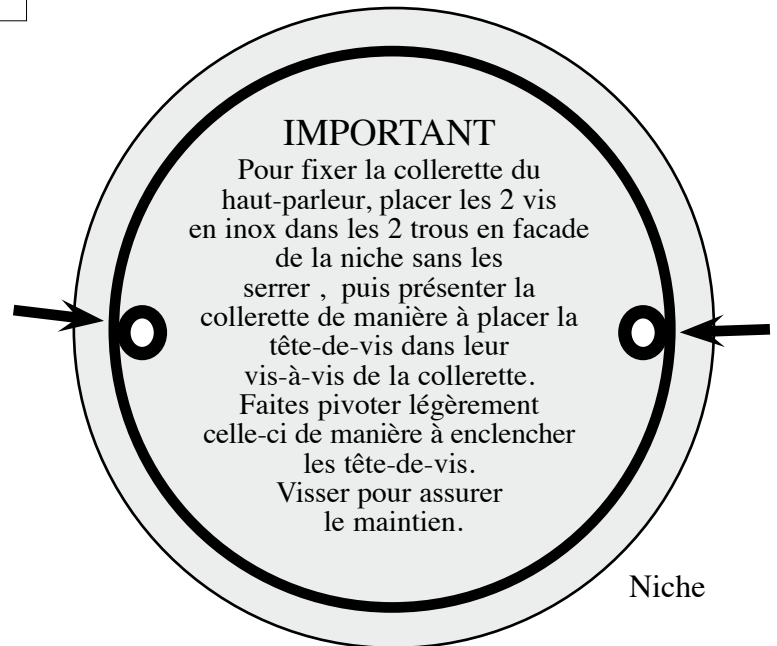 IMPORTANT
Pour fixer la collerette du
haut-parleur, placer les 2 vis
en inox dans les 2 trous en facade
de la niche sans les
serrer , puis présenter la
collerette de manière à placer la
tête-de-vis dans leur
vis-à-vis de la collerette.
Faites pivoter légèrement
celle-ci de manière à enclencher
les tête-de-vis.
Visser pour assurer
le maintien.
Niche